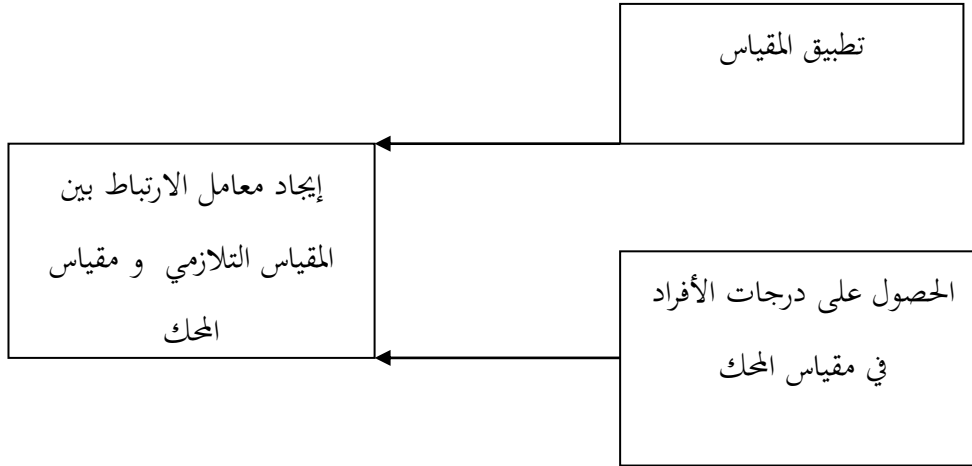 تطبيق المقياس
إيجاد معامل الارتباط بين
المقياس التلازمي و مقياس
المحك
الحصول على درجات الأفراد
في مقياس المحك